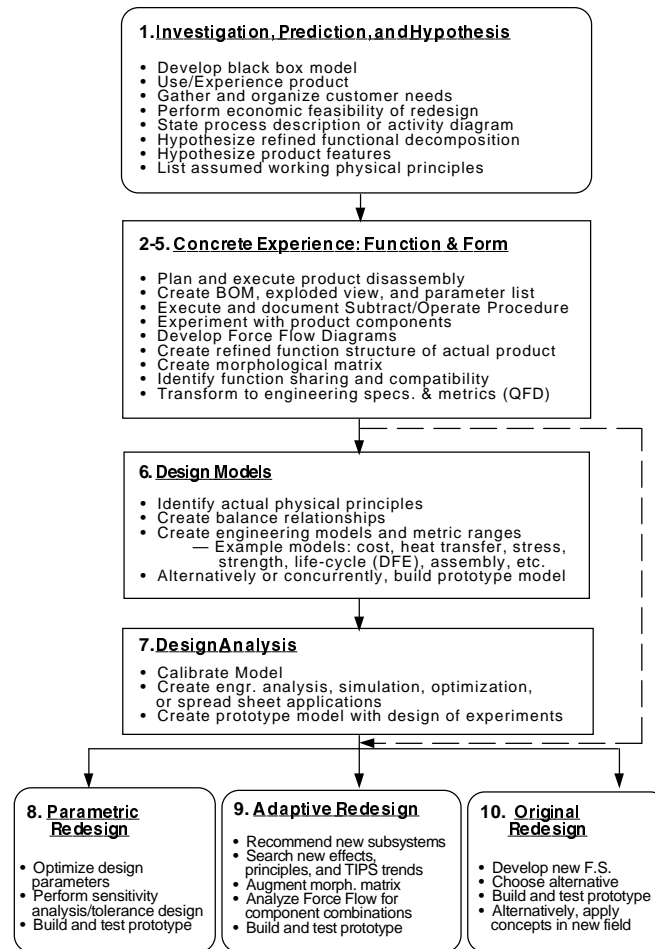 1. Investigation, Prediction, and Hypothesis
• Develop black box model
• Use/Experience product
• Gather and organize customer needs
• Perform economic feasibility of redesign
• State process description or activity diagram
• Hypothesize refined functional decomposition
• Hypothesize product features
• List assumed working physical principles
2-5. Concrete Experience: Function & Form
• Plan and execute product disassembly
• Create BOM, exploded view, and parameter list
• Execute and document Subtract/Operate Procedure
• Experiment with product components
• Develop Force Flow Diagrams
• Create refined function structure of actual product
• Create morphological matrix
• Identify function sharing and compatibility
• Transform to engineering specs. & metrics (QFD)
6. Design Models
• Identify actual physical principles
• Create balance relationships
• Create engineering models and metric ranges
— Example models: cost, heat transfer, stress,
strength, life-cycle (DFE), assembly, etc.
• Alternatively or concurrently, build prototype model
7. Design Analysis
• Calibrate Model
• Create engr. analysis, simulation, optimization,
or spread sheet applications
• Create prototype model with design of experiments
8. Parametric
Redesign
• Optimize design
parameters
• Perform sensitivity
analysis/tolerance design
• Build and test prototype
9. Adaptive Redesign
• Recommend new subsystems
• Search new effects,
principles, and TIPS trends
• Augment morph. matrix
• Analyze Force Flow for
component combinations
• Build and test prototype
10. Original
Redesign
• Develop new F.S.
• Choose alternative
• Build and test prototype
• Alternatively, apply
concepts in new field